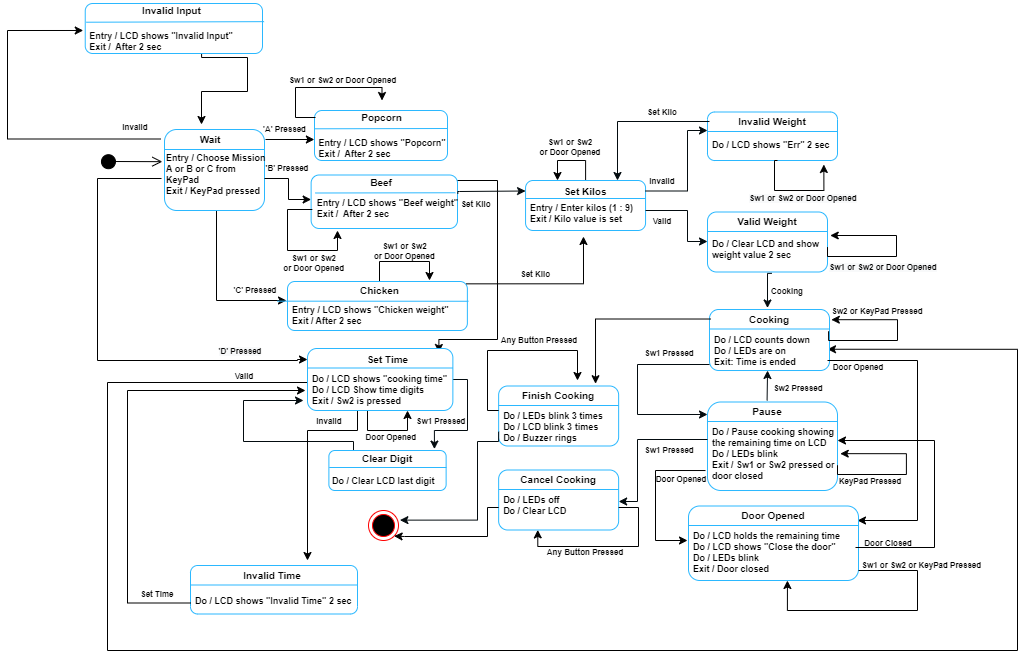 Invalid Input
Entry / LCD shows "Invalid Input"
Exit / After 2 sec
Invalid
Wait
Entry / Choose Mission
A or B or C from
KeyPad
Exit / KeyPad pressed
'A' Pressed
Sw1 or Sw2 or Door Opened
Popcorn
Entry / LCD shows "Popcorn"
Exit / After 2 sec
'B' Pressed
Beef
Entry / LCD shows "Beef weight"
Exit / After 2 sec
Sw1 or Sw2
or Door Opened
Set Kilo
'C' Pressed
Sw1 or Sw2
or Door Opened
Chicken
Entry / LCD shows "Chicken weight"
Exit / After 2 sec
Set Kilo
Sw1 or Sw2
or Door Opened
Set Kilos
Entry / Enter kilos (1 : 9)
Exit / Kilo value is set
Set Kilo
Invalid
Invalid Weight
Do / LCD shows "Err" 2 sec
Sw1 or Sw2 or Door Opened
Valid
Valid Weight
Do / Clear LCD and show
weight value 2 sec
Sw1 or Sw2 or Door Opened
Cooking
Cooking
Do / LCD counts down
Do / LEDs are on
Exit: Time is ended
Sw2 or KeyPad Pressed
Door Opened
Sw1 Pressed
Sw2 Pressed
'D' Pressed
Set Time
Do / LCD shows "cooking time"
Do / LCD Show time digits
Exit / Sw2 is pressed
Valid
Invalid
Door Opened
Sw1 Pressed
Clear Digit
Do / Clear LCD last digit
Any Button Pressed
Finish Cooking
Do / LEDs blink 3 times
Do / LCD blink 3 times
Do / Buzzer rings
Pause
Do / Pause cooking showing
the remaining time on LCD
Do / LEDs blink
Exit / Sw1 or Sw2 pressed or
door closed
KeyPad Pressed
Sw1 Pressed
Door Opened
Cancel Cooking
Do / LEDs off
Do / Clear LCD
Any Button Pressed
Door Opened
Do / LCD holds the remaining time
Do / LCD shows "Close the door"
Do / LEDs blink
Exit / Door closed
Door Closed
Sw1 or Sw2 or KeyPad Pressed
Invalid Time
Do / LCD shows "Invalid Time" 2 sec
Set Time